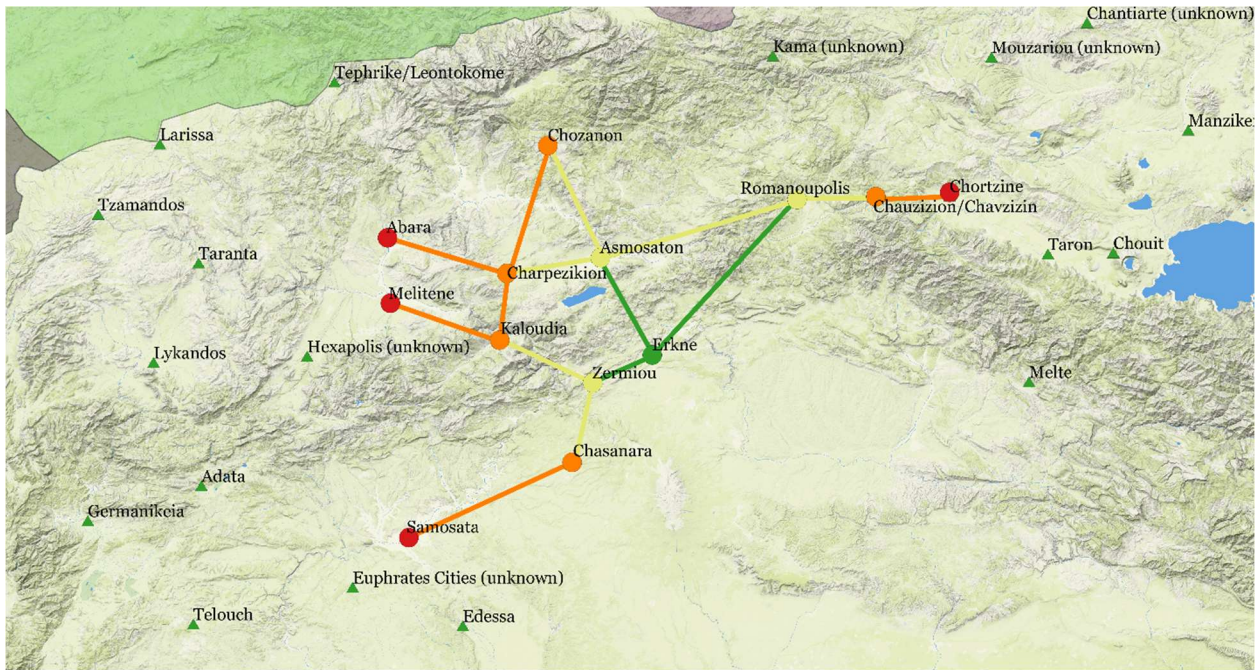 Chantiarte (unknown)
Kama (unknown)
Mouzariou (unknown)
Tephrike/Leontokome
Manzike
Larissa
Chozanon
Romanoupolis
Chortzine
Chauzizion/Chavzizin
Tzamandos
Abara
Taranta
Asmosaton
Taron
Chouit
Charpezikion
Melitene
Kaloudia
Hexapolis (unknown)
Lykandos
Erkne
Zermiou
Melte
Chasanara
Adata
Germanikeia
Samosata
Euphrates Cities (unknown)
Telouch
Edessa